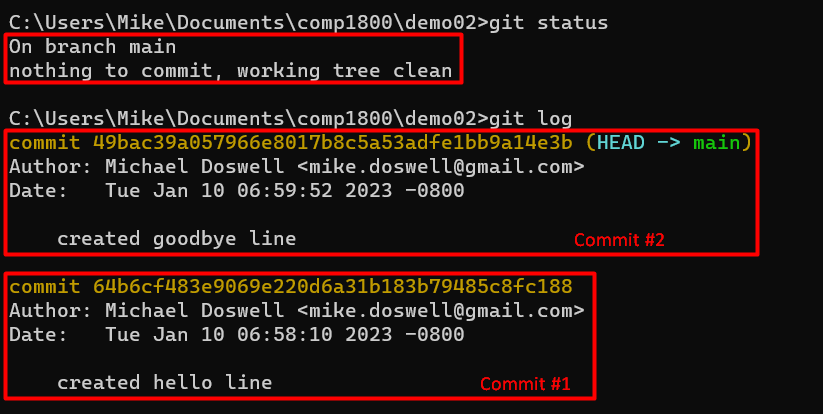 C:\Users\Mike\Documents\comp1800\demo02>git status
On branch main
nothing to commit, working tree clean
C:\Users\Mike\Documents\comp1800\demo02>git log
commit 49bac39a057966e8017b8c5a53adfe1bb9a14e3b (HEAD -> main)
Author: Michael Doswell <mike.doswell@gmail.com>
Date:   Tue Jan 10 06:59:52 2023 -0800
created goodbye line
Commit #2
commit 64b6cf483e9069e220d6a31b183b79485c8fc188
Author: Michael Doswell <mike.doswell@gmail.com>
Date:   Tue Jan 10 06:58:10 2023 -0800
created hello line
Commit #1